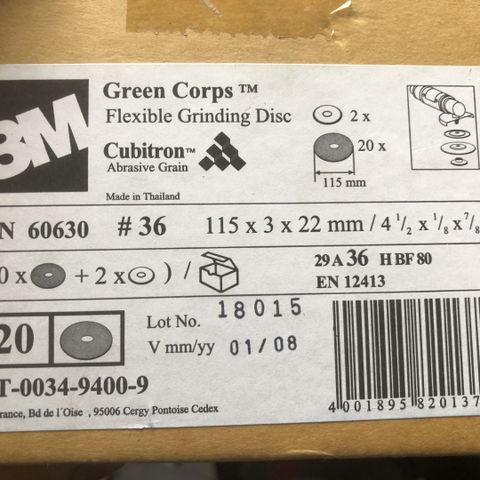 3M
Green Corps ™
Flexible Grinding Disc
2 x
20 x
115 mm
Cubitron™
Abrasive Grain
Made in Thailand
N 60630 # 36 115 x 3 x 22 mm / 4 1/2 x 1/8 x 7/8
0 x + 2 x ) /
29 A 36 H BF 80
EN 12413
20
Lot No. 18015
V mm/yy 01/08
T-0034-9400-9
rance, Bd de l'Oise , 95006 Cergy Pontoise Cedex
4 001895 820137